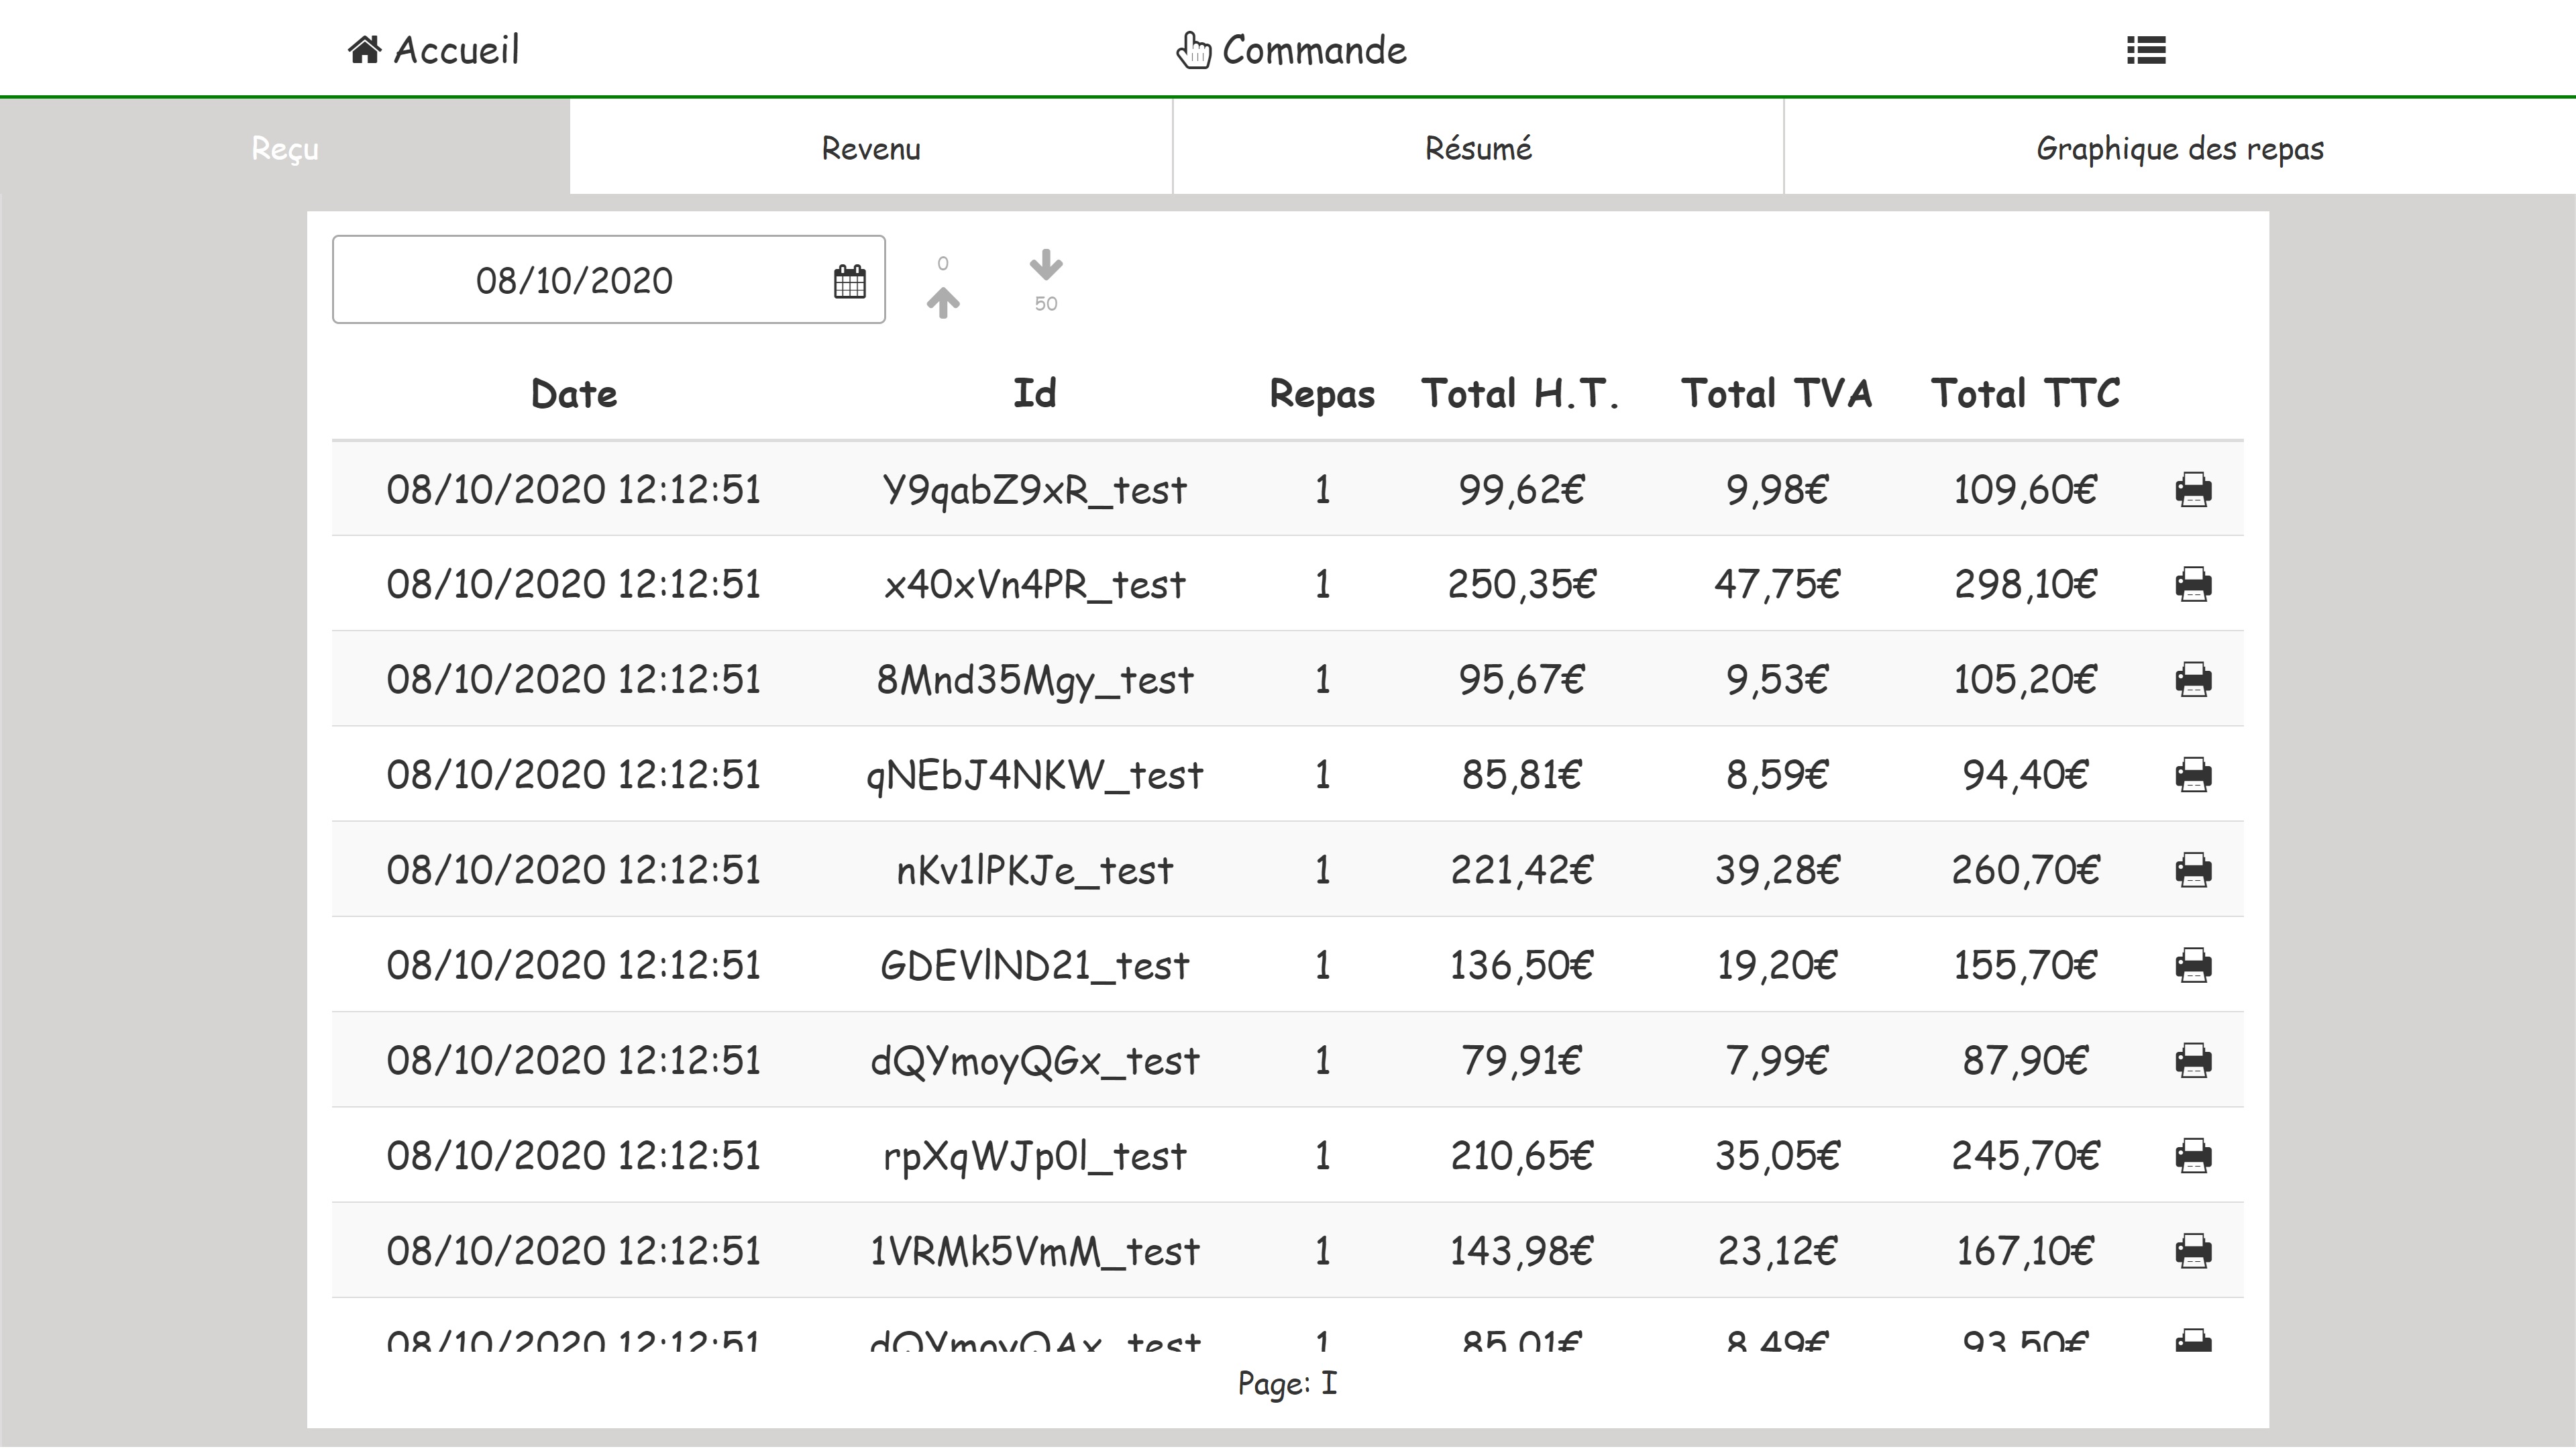 Accueil Commande
Reçu Revenu Résumé Graphique des repas
08/10/2020 0 50
Date Id Repas Total H.T. Total TVA Total TTC
08/10/2020 12:12:51 Y9qabZ9xR_test 1 99,62€ 9,98€ 109,60€
08/10/2020 12:12:51 x40xVn4PR_test 1 250,35€ 47,75€ 298,10€
08/10/2020 12:12:51 8Mnd35Mgy_test 1 95,67€ 9,53€ 105,20€
08/10/2020 12:12:51 qNEbJ4NKW_test 1 85,81€ 8,59€ 94,40€
08/10/2020 12:12:51 nKv1lPKJe_test 1 221,42€ 39,28€ 260,70€
08/10/2020 12:12:51 GDEVlND21_test 1 136,50€ 19,20€ 155,70€
08/10/2020 12:12:51 dQYmoyQGx_test 1 79,91€ 7,99€ 87,90€
08/10/2020 12:12:51 rpXqWJp0l_test 1 210,65€ 35,05€ 245,70€
08/10/2020 12:12:51 1VRMk5VmM_test 1 143,98€ 23,12€ 167,10€
08/10/2020 12:12:51 dQYmoyQAx_test 1 85,01€ 8,49€ 93,50€
Page: I